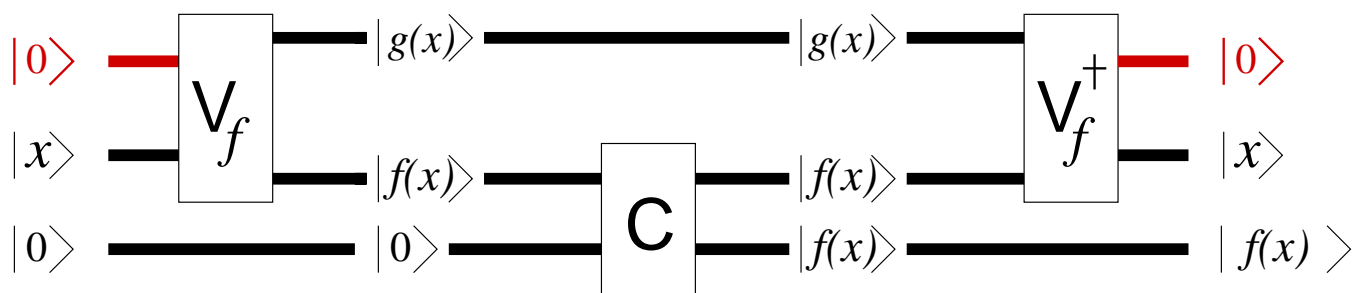 |0⟩ V_f |g(x)⟩ |g(x)⟩ V_f^† |0⟩
|x⟩ |f(x)⟩ C |f(x)⟩ |x⟩
|0⟩ |0⟩ |f(x)⟩ | f(x) ⟩